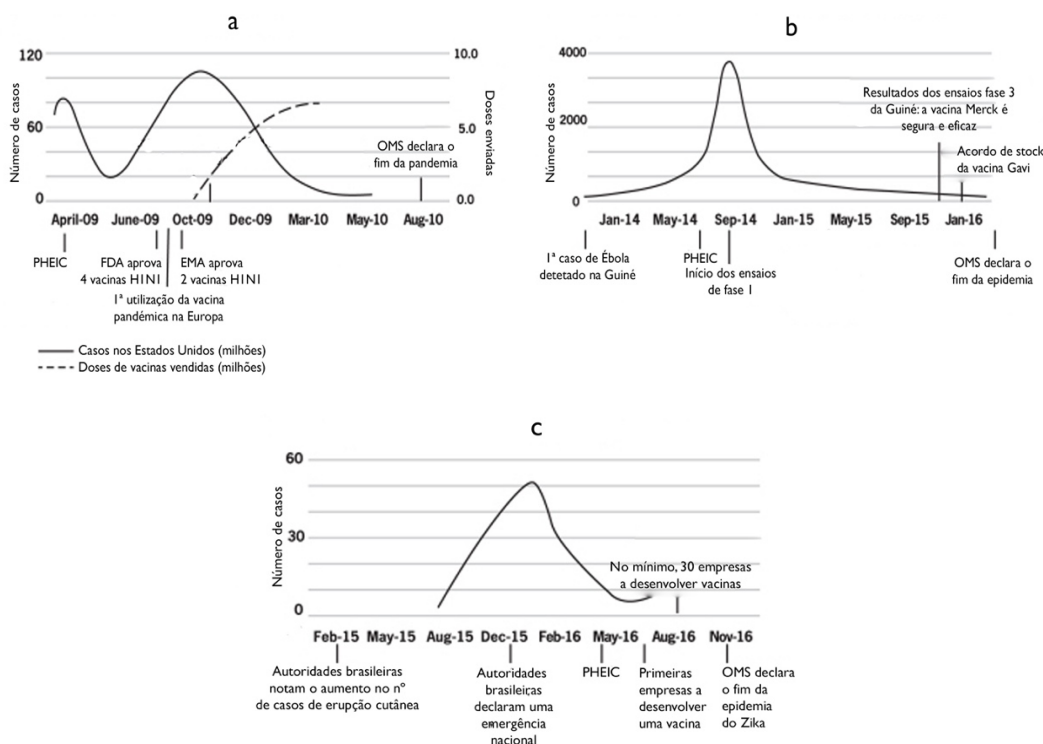 a
120
60
0
Número de casos
10.0
5.0
0.0
Doses enviadas
OMS declara o
fim da pandemia
April-09 June-09 Oct-09 Dec-09 Mar-10 May-10 Aug-10
PHEIC
FDA aprova
4 vacinas H1N1
EMA aprova
2 vacinas H1N1
1ª utilização da vacina
pandémica na Europa
Casos nos Estados Unidos (milhões)
Doses de vacinas vendidas (milhões)
b
4000
2000
0
Número de casos
Resultados dos ensaios fase 3
da Guiné: a vacina Merck é
segura e eficaz
Acordo de stock
da vacina Gavi
Jan-14 May-14 Sep-14 Jan-15 May-15 Sep-15 Jan-16
1ª caso de Ébola
detetado na Guiné
PHEIC
Início dos ensaios
de fase 1
OMS declara o
fim da epidemia
c
60
30
0
Número de casos
No mínimo, 30 empresas
a desenvolver vacinas
Feb-15 May-15 Aug-15 Dec-15 Feb-16 May-16 Aug-16 Nov-16
Autoridades brasileiras
notam o aumento no nº
de casos de erupção cutânea
Autoridades
brasileiras
declaram uma
emergência
nacional
PHEIC
Primeiras
empresas a
desenvolver
uma vacina
OMS declara
o fim da
epidemia
do Zika